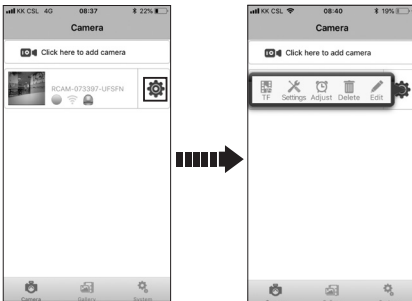 KK CSL 4G 08:37 22%
Camera
Click here to add camera
RCAM-073397-UFSFN
Camera Gallery System
KK CSL 08:40 19%
Camera
Click here to add camera
TF Settings Adjust Delete Edit